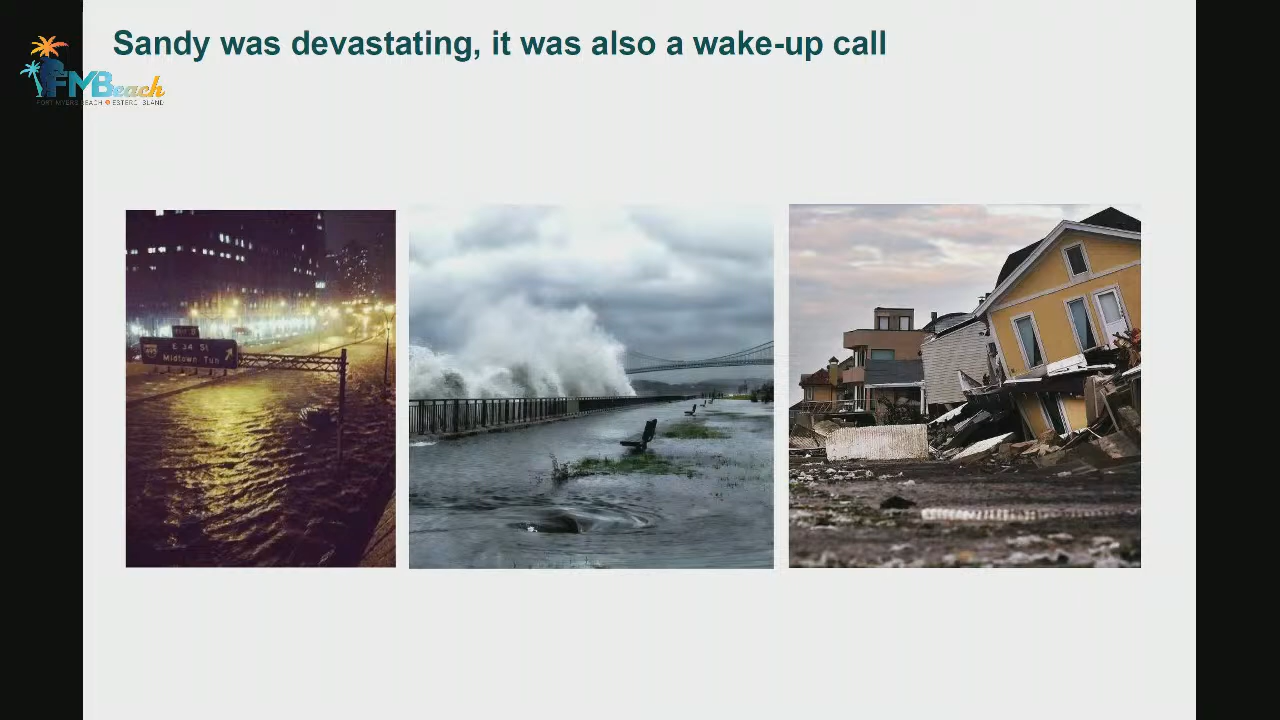 Sandy was devastating, it was also a wake-up call
FMBeach
FORT MYERS BEACH ESTERO ISLAND
E 34 St
Midtown Tun